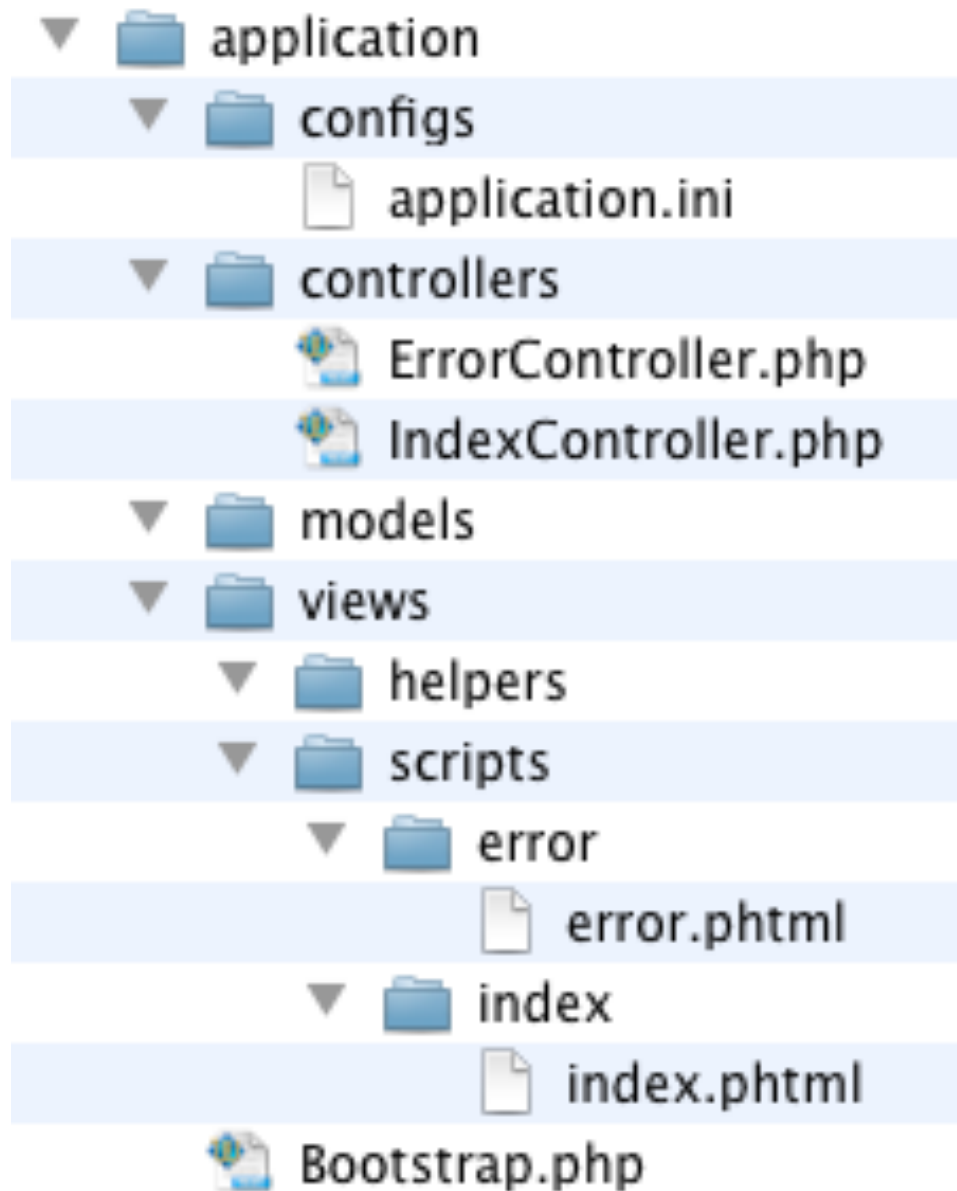 application
configs
application.ini
controllers
ErrorController.php
IndexController.php
models
views
helpers
scripts
error
error.phtml
index
index.phtml
Bootstrap.php